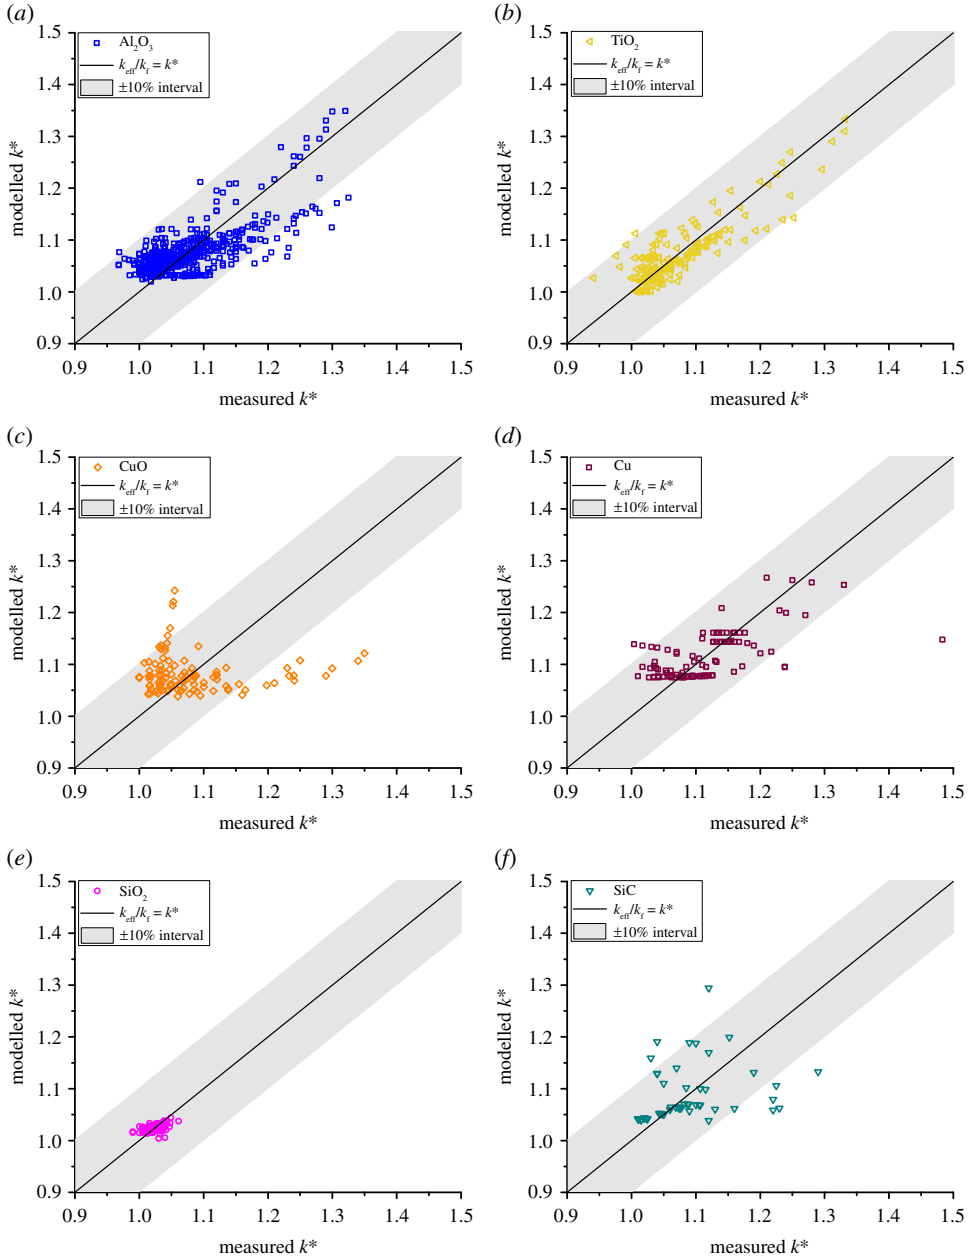 (a)
1.5
1.4
1.3
1.2
1.1
1.0
0.9
modelled k*
Al2O3
keff/kf = k*
±10% interval
0.9 1.0 1.1 1.2 1.3 1.4 1.5
measured k*
(b)
1.5
1.4
1.3
1.2
1.1
1.0
0.9
modelled k*
TiO2
keff/kf = k*
±10% interval
0.9 1.0 1.1 1.2 1.3 1.4 1.5
measured k*
(c)
1.5
1.4
1.3
1.2
1.1
1.0
0.9
modelled k*
CuO
keff/kf = k*
±10% interval
0.9 1.0 1.1 1.2 1.3 1.4 1.5
measured k*
(d)
1.5
1.4
1.3
1.2
1.1
1.0
0.9
modelled k*
Cu
keff/kf = k*
±10% interval
0.9 1.0 1.1 1.2 1.3 1.4 1.5
measured k*
(e)
1.5
1.4
1.3
1.2
1.1
1.0
0.9
modelled k*
SiO2
keff/kf = k*
±10% interval
0.9 1.0 1.1 1.2 1.3 1.4 1.5
measured k*
(f)
1.5
1.4
1.3
1.2
1.1
1.0
0.9
modelled k*
SiC
keff/kf = k*
±10% interval
0.9 1.0 1.1 1.2 1.3 1.4 1.5
measured k*